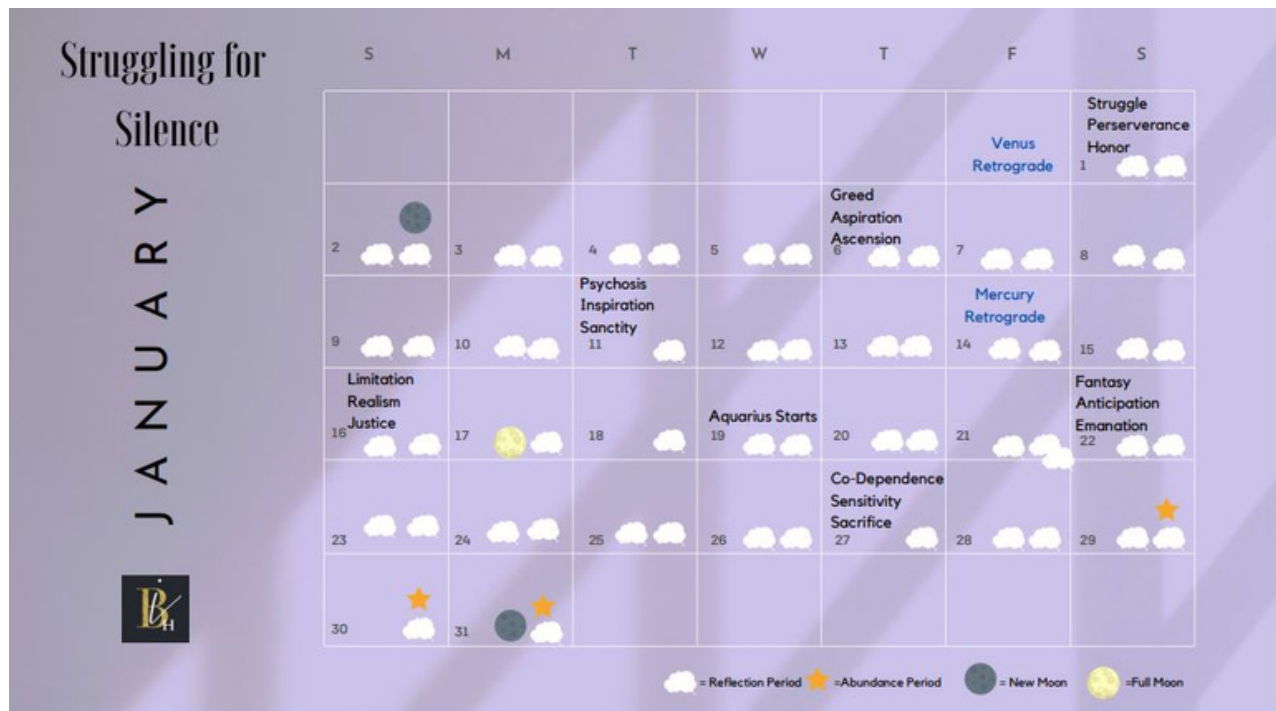 Struggling for
Silence
JANUARY
S M T W T F S
Venus
Retrograde
Struggle
Perserverance
Honor
1
2
3
4
5
Greed
Aspiration
Ascension
6
7
8
9
10
Psychosis
Inspiration
Sanctity
11
12
13
Mercury
Retrograde
14
15
Limitation
Realism
Justice
16
17
18
Aquarius Starts
19
20
21
Fantasy
Anticipation
Emanation
22
23
24
25
26
Co-Dependence
Sensitivity
Sacrifice
27
28
29
30
31
= Reflection Period =Abundance Period = New Moon =Full Moon